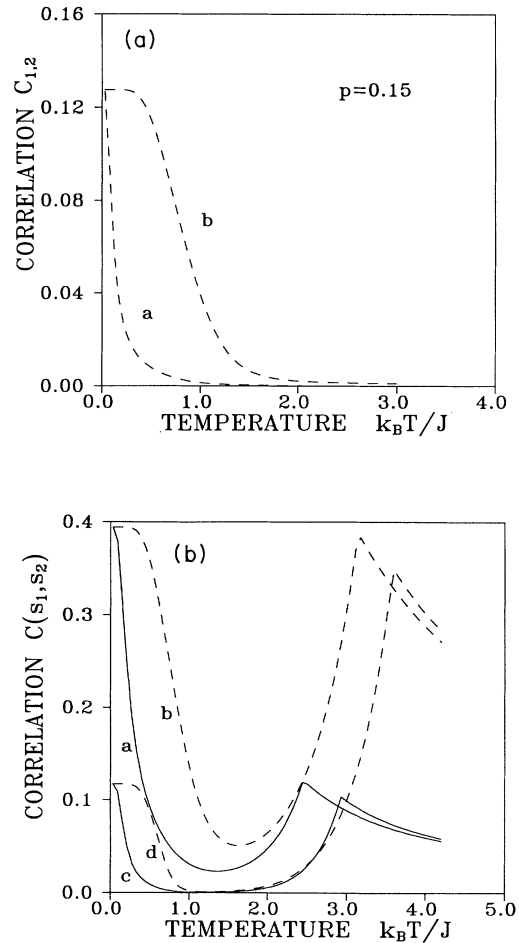 (a)
p=0.15
CORRELATION C1,2
0.16
0.12
0.08
0.04
0.00
a
b
0.0 1.0 2.0 3.0 4.0
TEMPERATURE kBT/J
(b)
CORRELATION C(s1,s2)
0.4
0.3
0.2
0.1
0.0
b
a
d
c
0.0 1.0 2.0 3.0 4.0 5.0
TEMPERATURE kBT/J